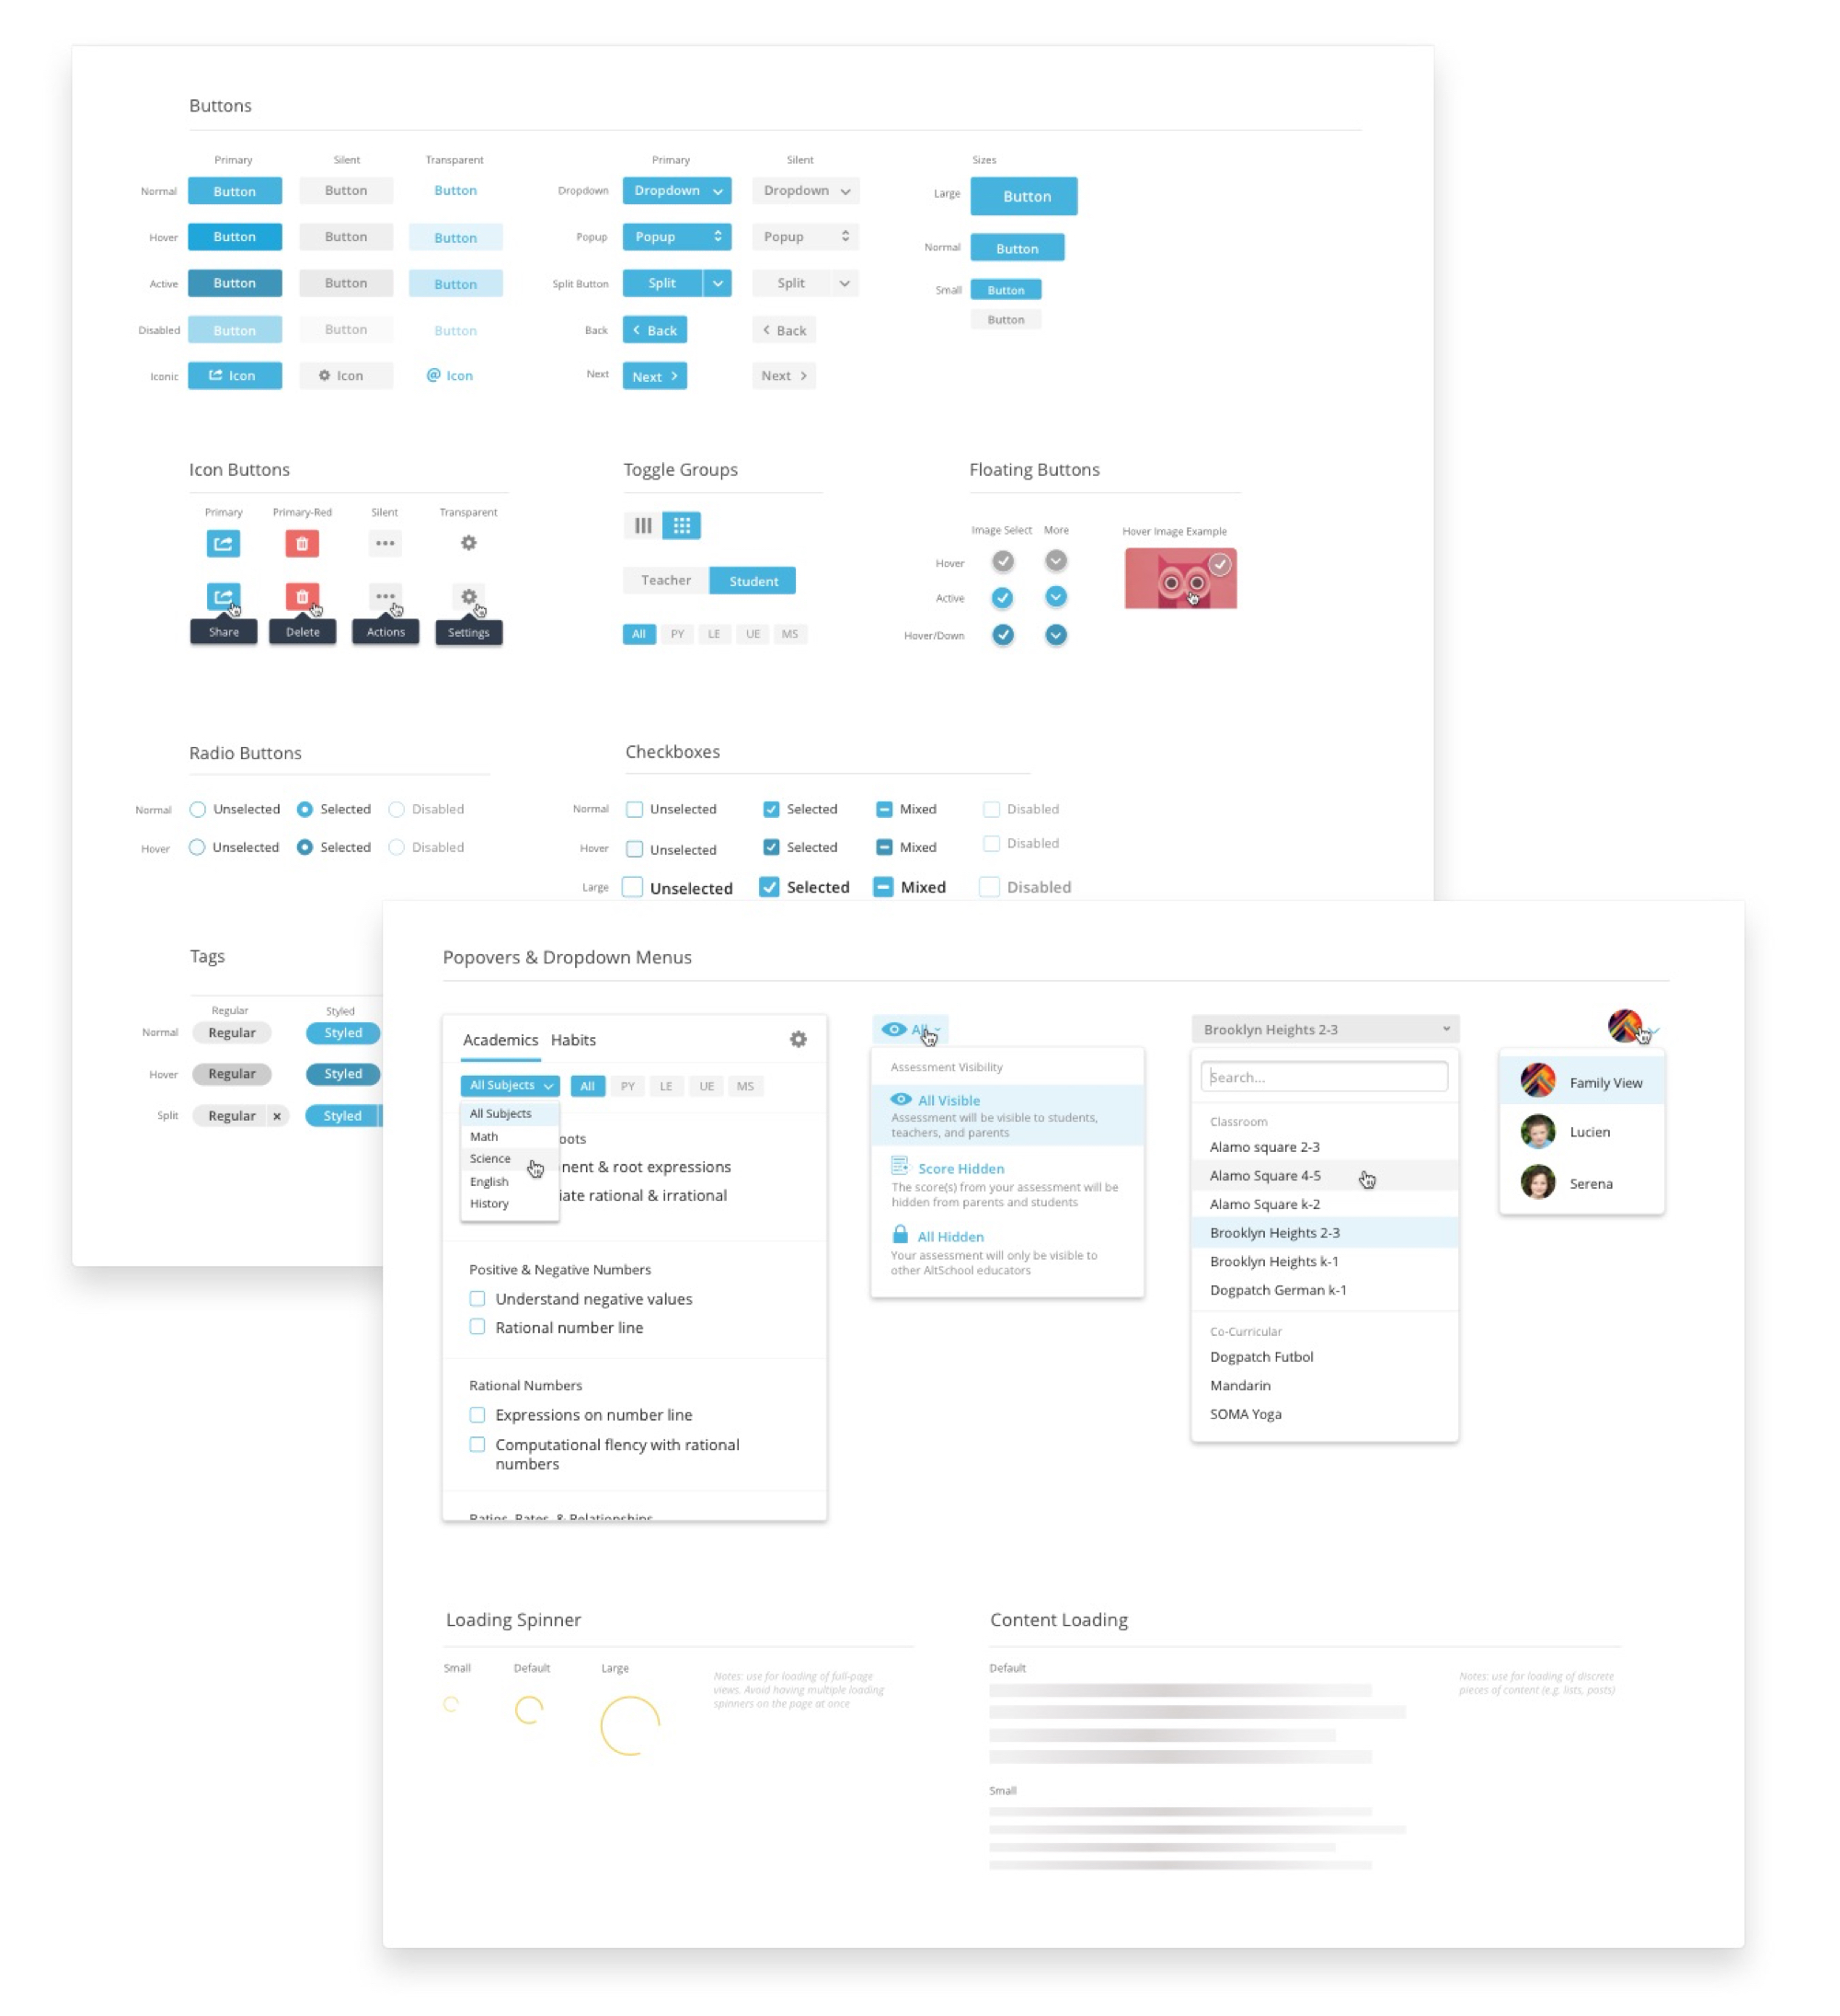 Buttons
Primary Silent Transparent Primary Silent Sizes
Normal Button Button Button Dropdown Dropdown Dropdown Large Button
Hover Button Button Button Popup Popup Popup Normal Button
Active Button Button Button Split Button Split Split Small Button
Button
Disabled Button Button Button Back Back Back
Iconic Icon Icon @ Icon Next Next Next
Icon Buttons
Primary Primary-Red Silent Transparent
Share Delete Actions Settings
Toggle Groups
Teacher Student
All PY LE UE MS
Floating Buttons
Image Select More Hover Image Example
Hover
Active
Hover/Down
Radio Buttons
Normal Unselected Selected Disabled
Hover Unselected Selected Disabled
Checkboxes
Normal Unselected Selected Mixed Disabled
Hover Unselected Selected Mixed Disabled
Large Unselected Selected Mixed Disabled
Tags
Regular Styled
Normal Regular Styled
Hover Regular Styled
Split Regular × Styled
Popovers & Dropdown Menus
Academics Habits
All Subjects All PY LE UE MS
All Subjects
Math
Science
English
History
oots
nent & root expressions
iate rational & irrational
Positive & Negative Numbers
Understand negative values
Rational number line
Rational Numbers
Expressions on number line
Computational flency with rational
numbers
Ratios, Rates, & Relationships
All
Assessment Visibility
All Visible
Assessment will be visible to students,
teachers, and parents
Score Hidden
The score(s) from your assessment will be
hidden from parents and students
All Hidden
Your assessment will only be visible to
other AltSchool educators
Brooklyn Heights 2-3
Search...
Classroom
Alamo square 2-3
Alamo Square 4-5
Alamo Square k-2
Brooklyn Heights 2-3
Brooklyn Heights k-1
Dogpatch German k-1
Co-Curricular
Dogpatch Futbol
Mandarin
SOMA Yoga
Family View
Lucien
Serena
Loading Spinner
Small Default Large
Notes: use for loading of full-page
views. Avoid having multiple loading
spinners on the page at once
Content Loading
Default
Notes: use for loading of discrete
pieces of content (e.g. lists, posts)
Small